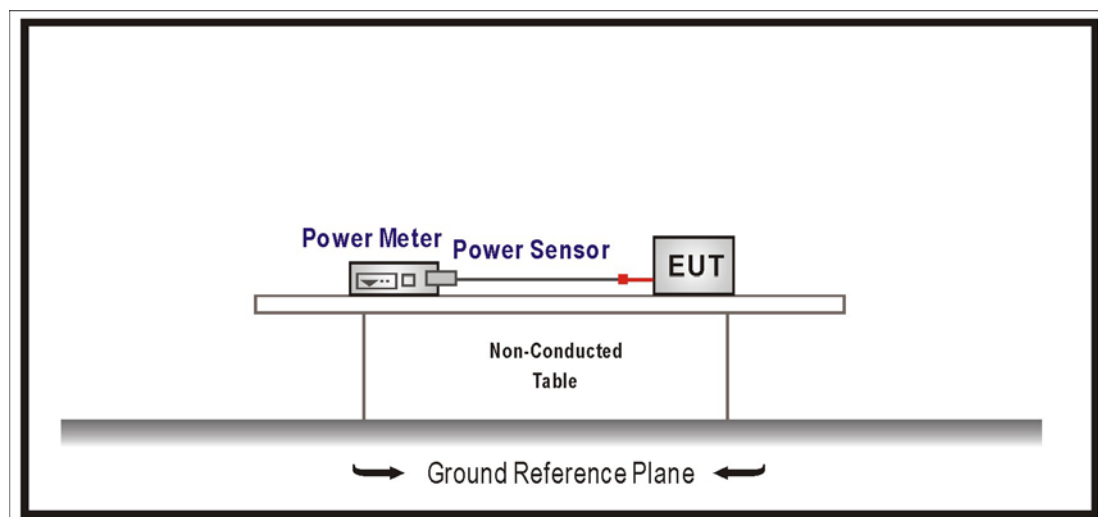 Power Meter
Power Sensor
EUT
Non-Conducted
Table
Ground Reference Plane